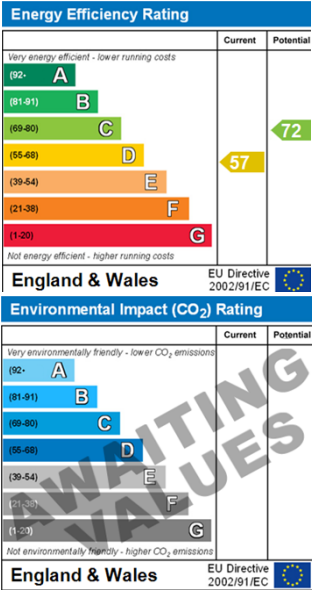 Energy Efficiency Rating
Current Potential
Very energy efficient - lower running costs
(92+ A
(81-91) B
(69-80) C
72
(55-68) D
57
(39-54) E
(21-38) F
(1-20) G
Not energy efficient - higher running costs
England & Wales
EU Directive
2002/91/EC
Environmental Impact (CO₂) Rating
Current Potential
Very environmentally friendly - lower CO₂ emissions
(92+ A
(81-91) B
(69-80) C
(55-68) D
(39-54) E
(21-38) F
(1-20) G
AWAITING
VALUES
Not environmentally friendly - higher CO₂ emissions
England & Wales
EU Directive
2002/91/EC